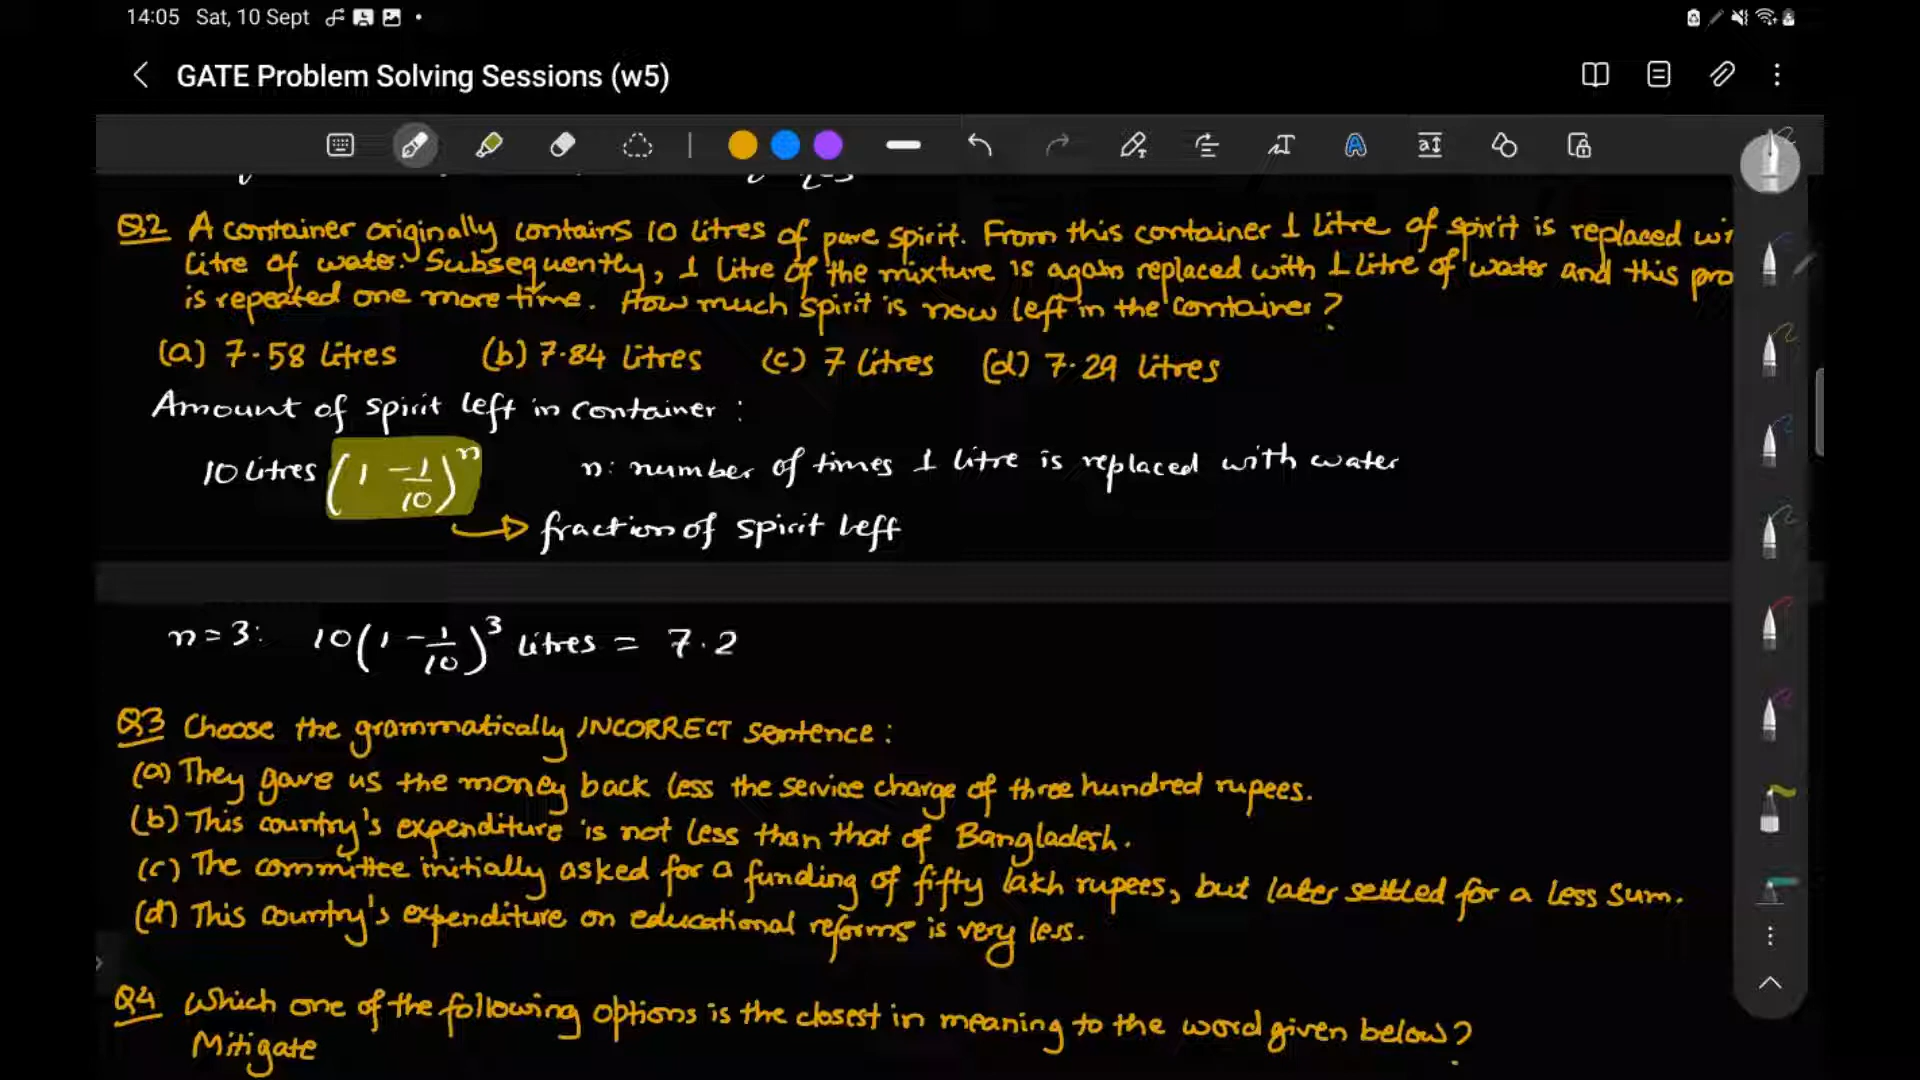 14:05 Sat, 10 Sept
GATE Problem Solving Sessions (w5)
Q2 A container originally contains 10 litres of pure spirit. From this container 1 litre of spirit is replaced wi
litre of water. Subsequently, 1 litre of the mixture is again replaced with 1 litre of water and this pro
is repeated one more time. How much spirit is now left in the container?
(a) 7.58 litres (b) 7.84 litres (c) 7 litres (d) 7.29 litres
Amount of spirit left in container :
10 litres (1 - 1/10)^n n: number of times 1 litre is replaced with water
fraction of spirit left
n = 3: 10 (1 - 1/10)^3 litres = 7.2
Q3 Choose the grammatically INCORRECT sentence :
(a) They gave us the money back less the service charge of three hundred rupees.
(b) This country's expenditure is not less than that of Bangladesh.
(c) The committee initially asked for a funding of fifty lakh rupees, but later settled for a less sum.
(d) This country's expenditure on educational reforms is very less.
Q4 Which one of the following options is the closest in meaning to the word given below?
Mitigate